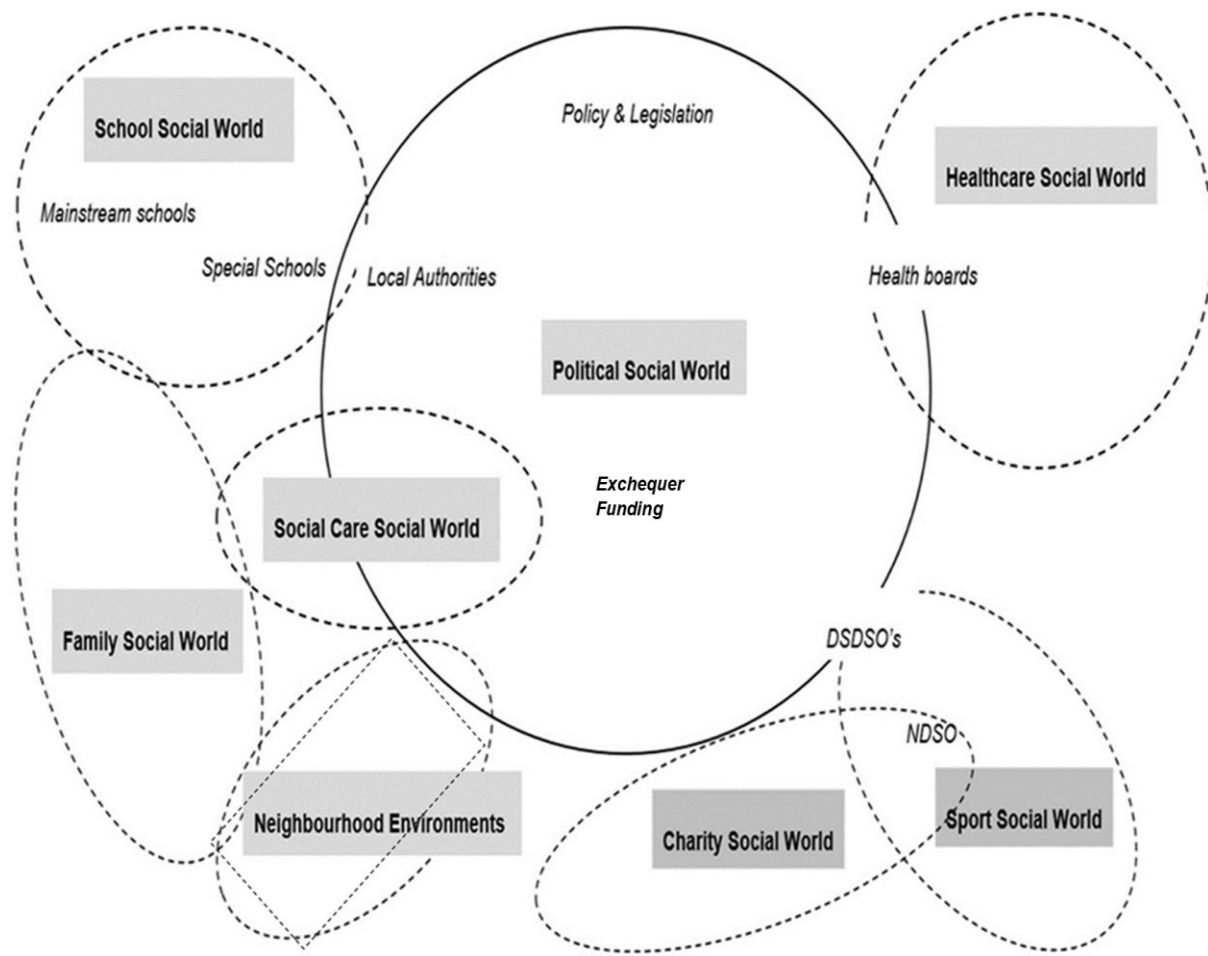 Policy & Legislation
School Social World
Healthcare Social World
Mainstream schools
Special Schools
Local Authorities
Health boards
Political Social World
Exchequer
Funding
Social Care Social World
Family Social World
DSDSO's
NDSO
Neighbourhood Environments
Charity Social World
Sport Social World